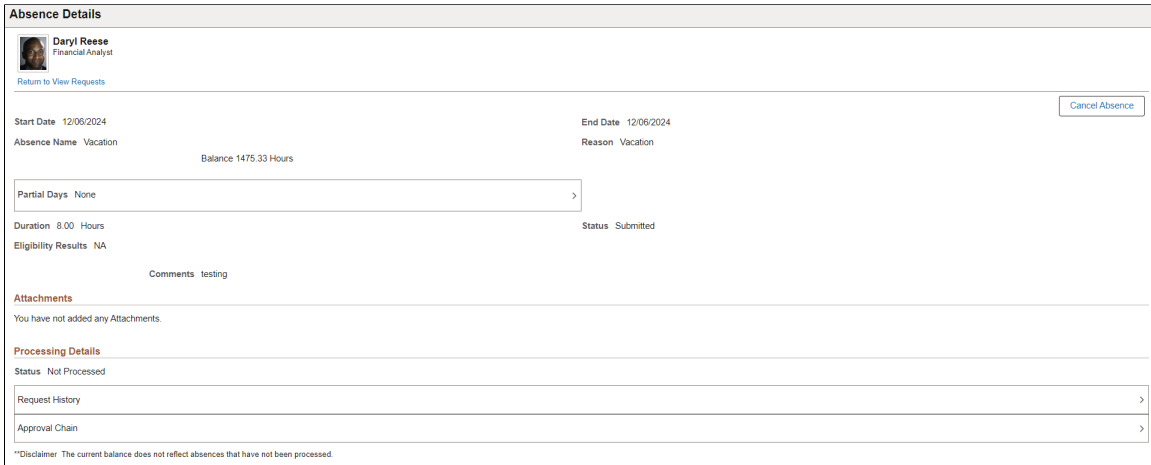 Absence Details
Daryl Reese
Financial Analyst
Return to View Requests
Cancel Absence
Start Date 12/06/2024 End Date 12/06/2024
Absence Name Vacation Reason Vacation
Balance 1475.33 Hours
Partial Days None
Duration 8.00 Hours Status Submitted
Eligibility Results NA
Comments testing
Attachments
You have not added any Attachments.
Processing Details
Status Not Processed
Request History
Approval Chain
**Disclaimer The current balance does not reflect absences that have not been processed.